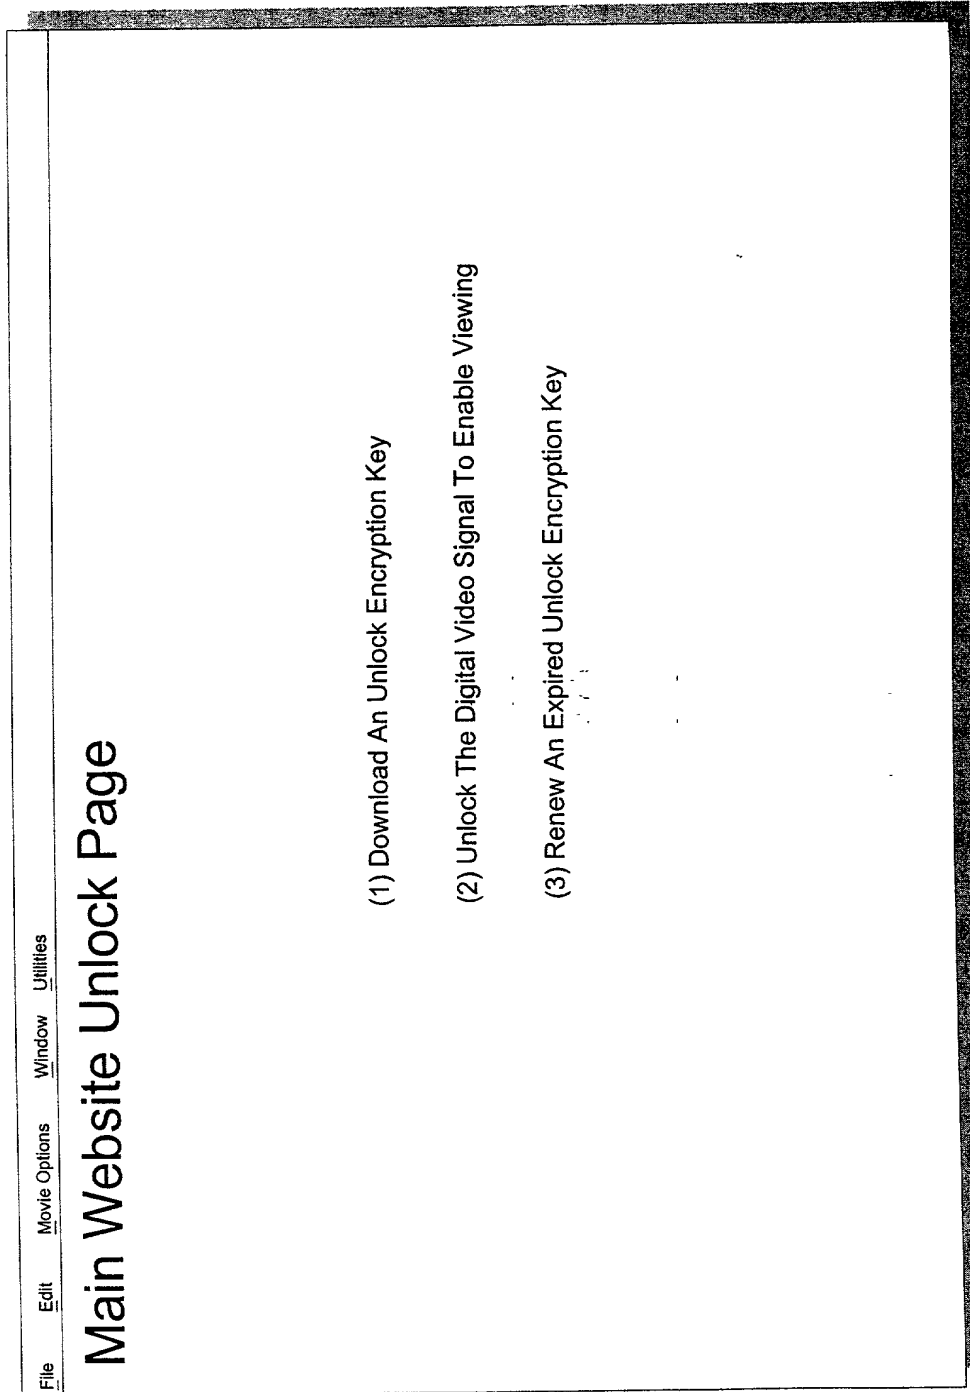 File Edit Movie Options Window Utilities
Main Website Unlock Page
(1) Download An Unlock Encryption Key
(2) Unlock The Digital Video Signal To Enable Viewing
(3) Renew An Expired Unlock Encryption Key